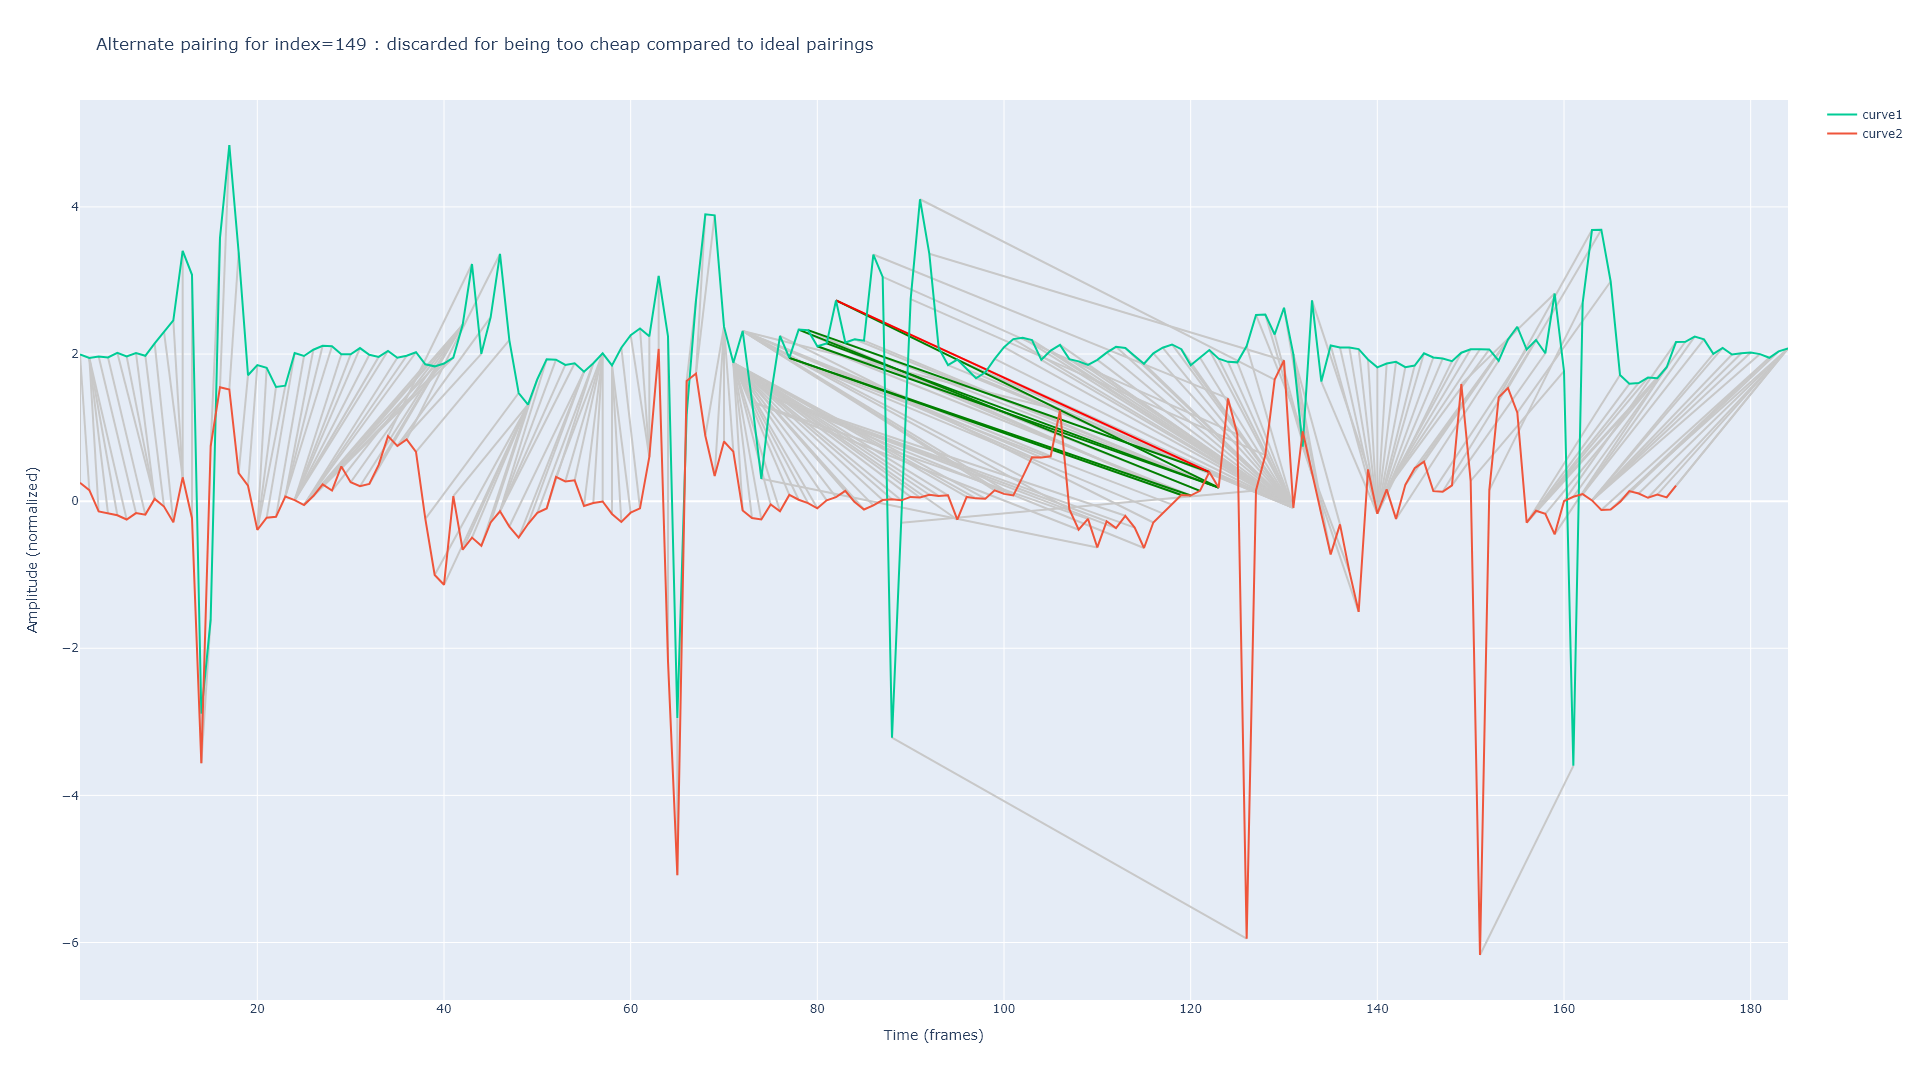 Alternate pairing for index=149 : discarded for being too cheap compared to ideal pairings
curve1
curve2
4
2
0
−2
−4
−6
Amplitude (normalized)
20 40 60 80 100 120 140 160 180
Time (frames)